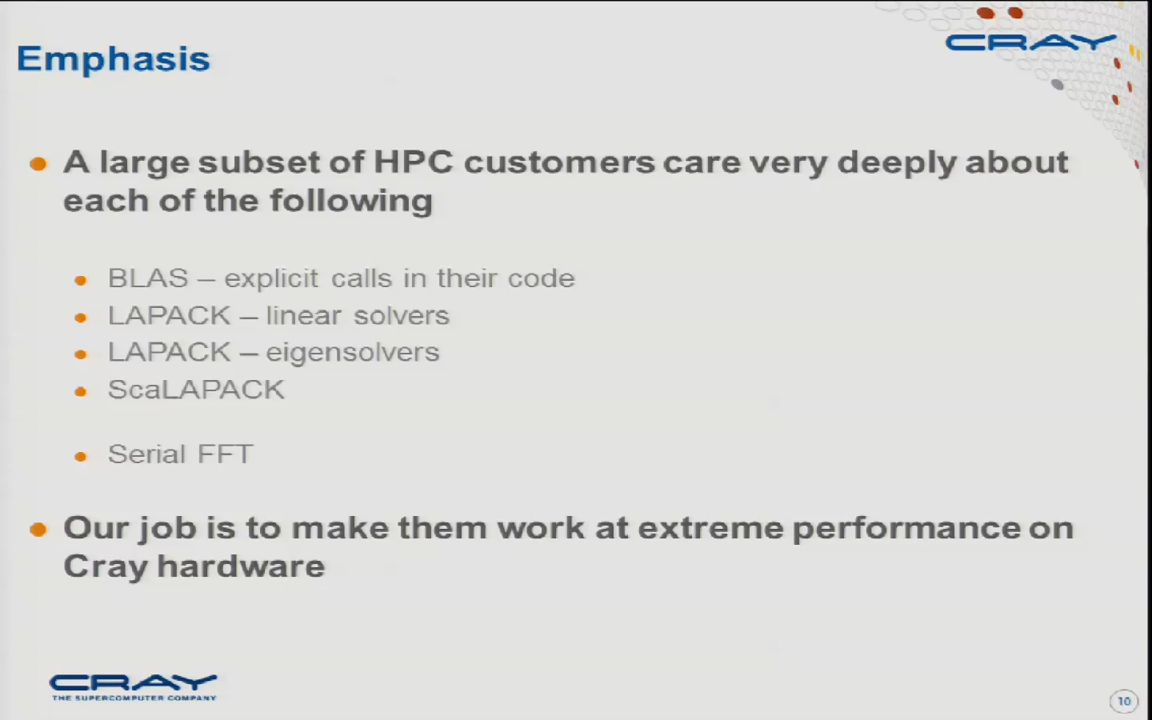 Emphasis
CRAY
• A large subset of HPC customers care very deeply about
each of the following
• BLAS – explicit calls in their code
• LAPACK – linear solvers
• LAPACK – eigensolvers
• ScaLAPACK
• Serial FFT
• Our job is to make them work at extreme performance on
Cray hardware
CRAY
THE SUPERCOMPUTER COMPANY
10